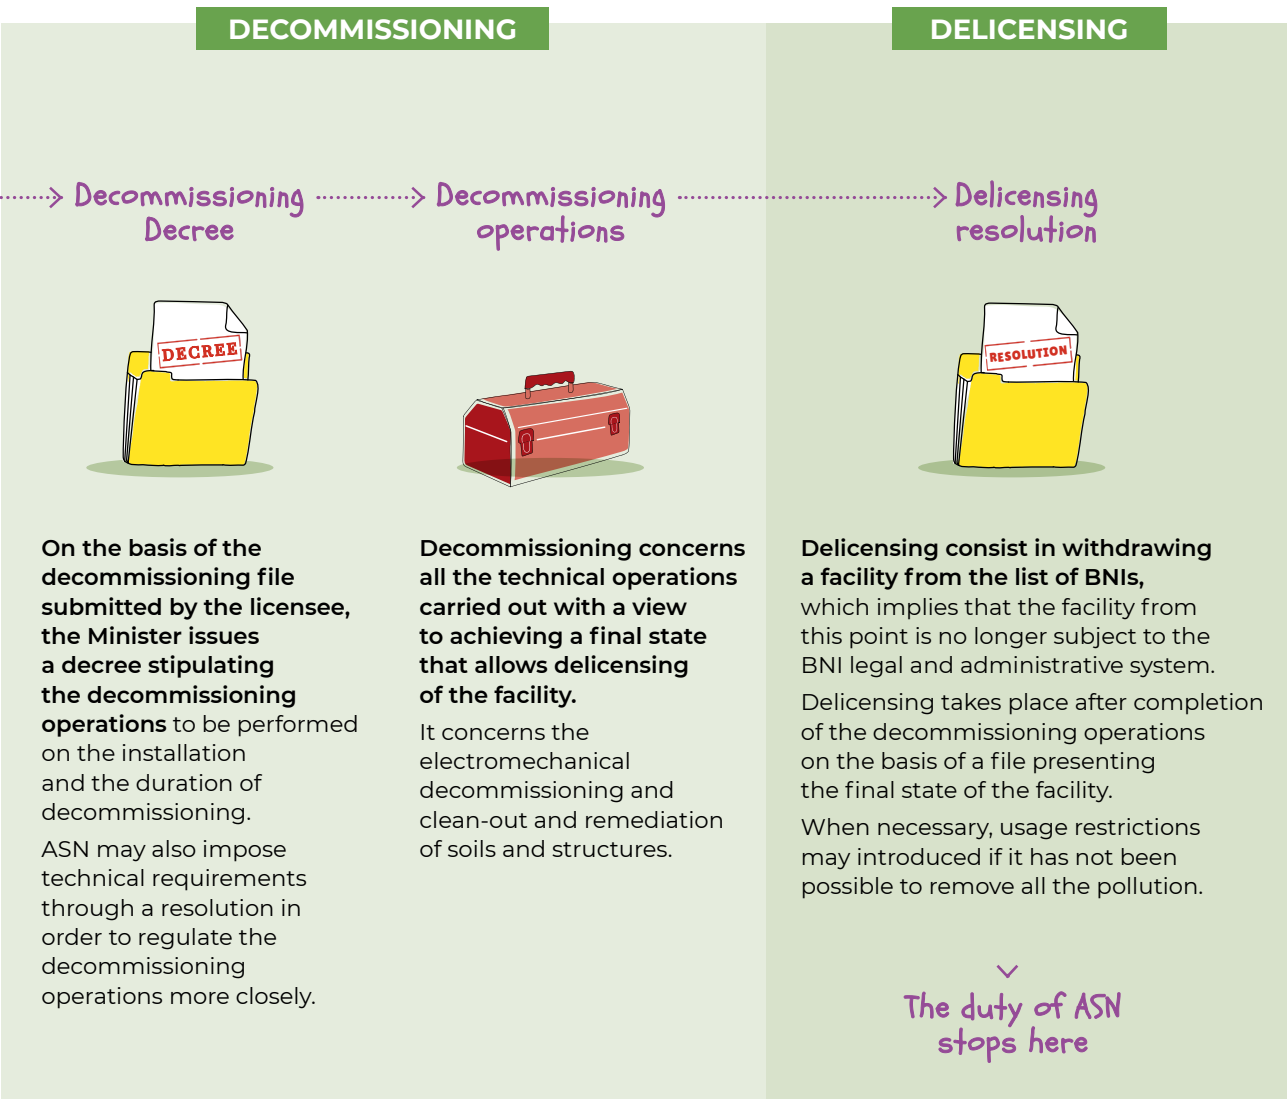 DECOMMISSIONING
DELICENSING
Decommissioning
Decree
Decommissioning
operations
Delicensing
resolution
DECREE
RESOLUTION
On the basis of the
decommissioning file
submitted by the licensee,
the Minister issues
a decree stipulating
the decommissioning
operations to be performed
on the installation
and the duration of
decommissioning.
ASN may also impose
technical requirements
through a resolution in
order to regulate the
decommissioning
operations more closely.
Decommissioning concerns
all the technical operations
carried out with a view
to achieving a final state
that allows delicensing
of the facility.
It concerns the
electromechanical
decommissioning and
clean-out and remediation
of soils and structures.
Delicensing consist in withdrawing
a facility from the list of BNIs,
which implies that the facility from
this point is no longer subject to the
BNI legal and administrative system.
Delicensing takes place after completion
of the decommissioning operations
on the basis of a file presenting
the final state of the facility.
When necessary, usage restrictions
may introduced if it has not been
possible to remove all the pollution.
The duty of ASN
stops here